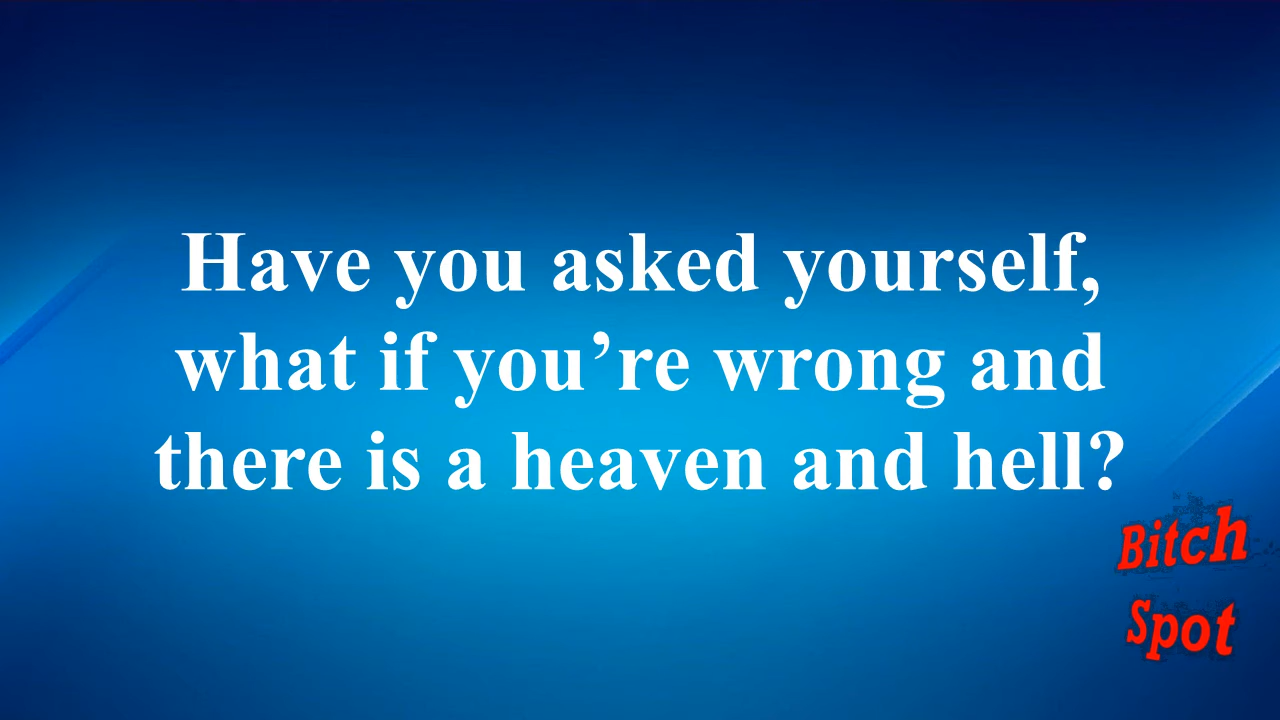 Have you asked yourself,
what if you’re wrong and
there is a heaven and hell?
Bitch
Spot